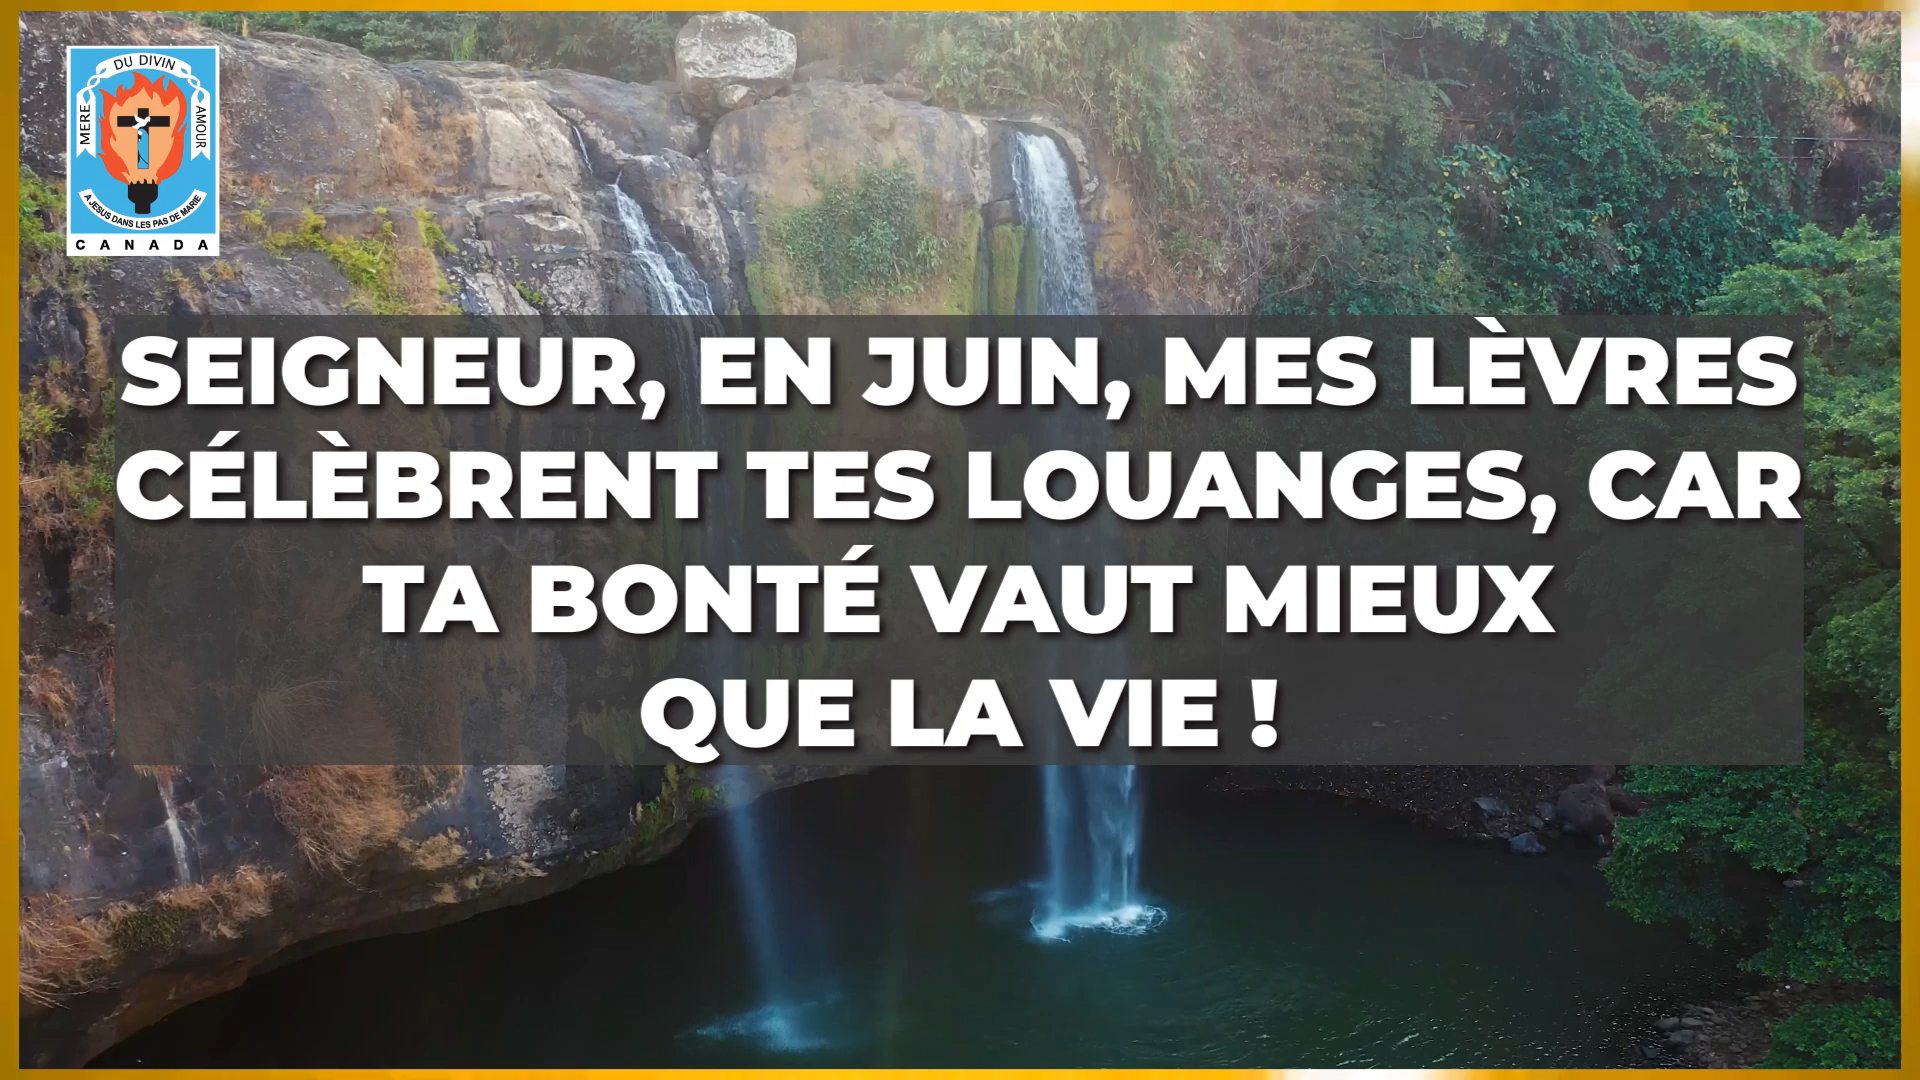 MERE DU DIVIN AMOUR
A JESUS DANS LES PAS DE MARIE
CANADA
SEIGNEUR, EN JUIN, MES LÈVRES
CÉLÈBRENT TES LOUANGES, CAR
TA BONTÉ VAUT MIEUX
QUE LA VIE !